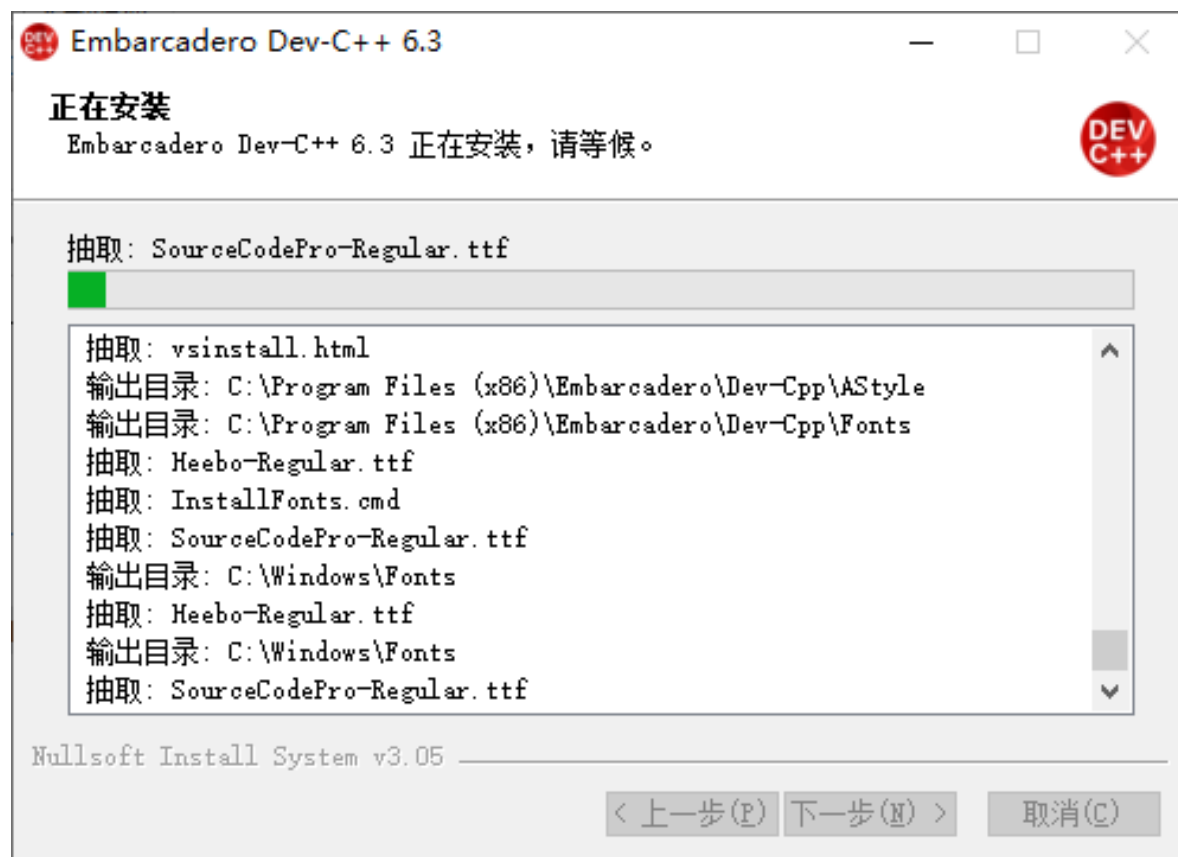 Embarcadero Dev-C++ 6.3
正在安装
Embarcadero Dev-C++ 6.3 正在安装，请等候。
DEV
C++
抽取: SourceCodePro-Regular.ttf
抽取: vsinstall.html
输出目录: C:\Program Files (x86)\Embarcadero\Dev-Cpp\AStyle
输出目录: C:\Program Files (x86)\Embarcadero\Dev-Cpp\Fonts
抽取: Heebo-Regular.ttf
抽取: InstallFonts.cmd
抽取: SourceCodePro-Regular.ttf
输出目录: C:\Windows\Fonts
抽取: Heebo-Regular.ttf
输出目录: C:\Windows\Fonts
抽取: SourceCodePro-Regular.ttf
Nullsoft Install System v3.05
< 上一步(P) 下一步(N) > 取消(C)